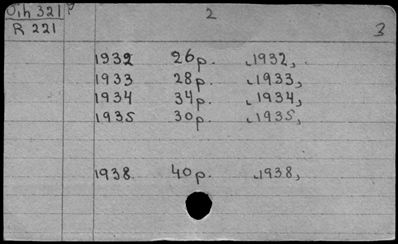 Oih 321 p
R 221
2
3
1932 26p. ‚1932,
1933 28p. ‚1933,
1934 34p. ‚1934,
1935 30p. ‚1935,
1938 40p. ‚1938,